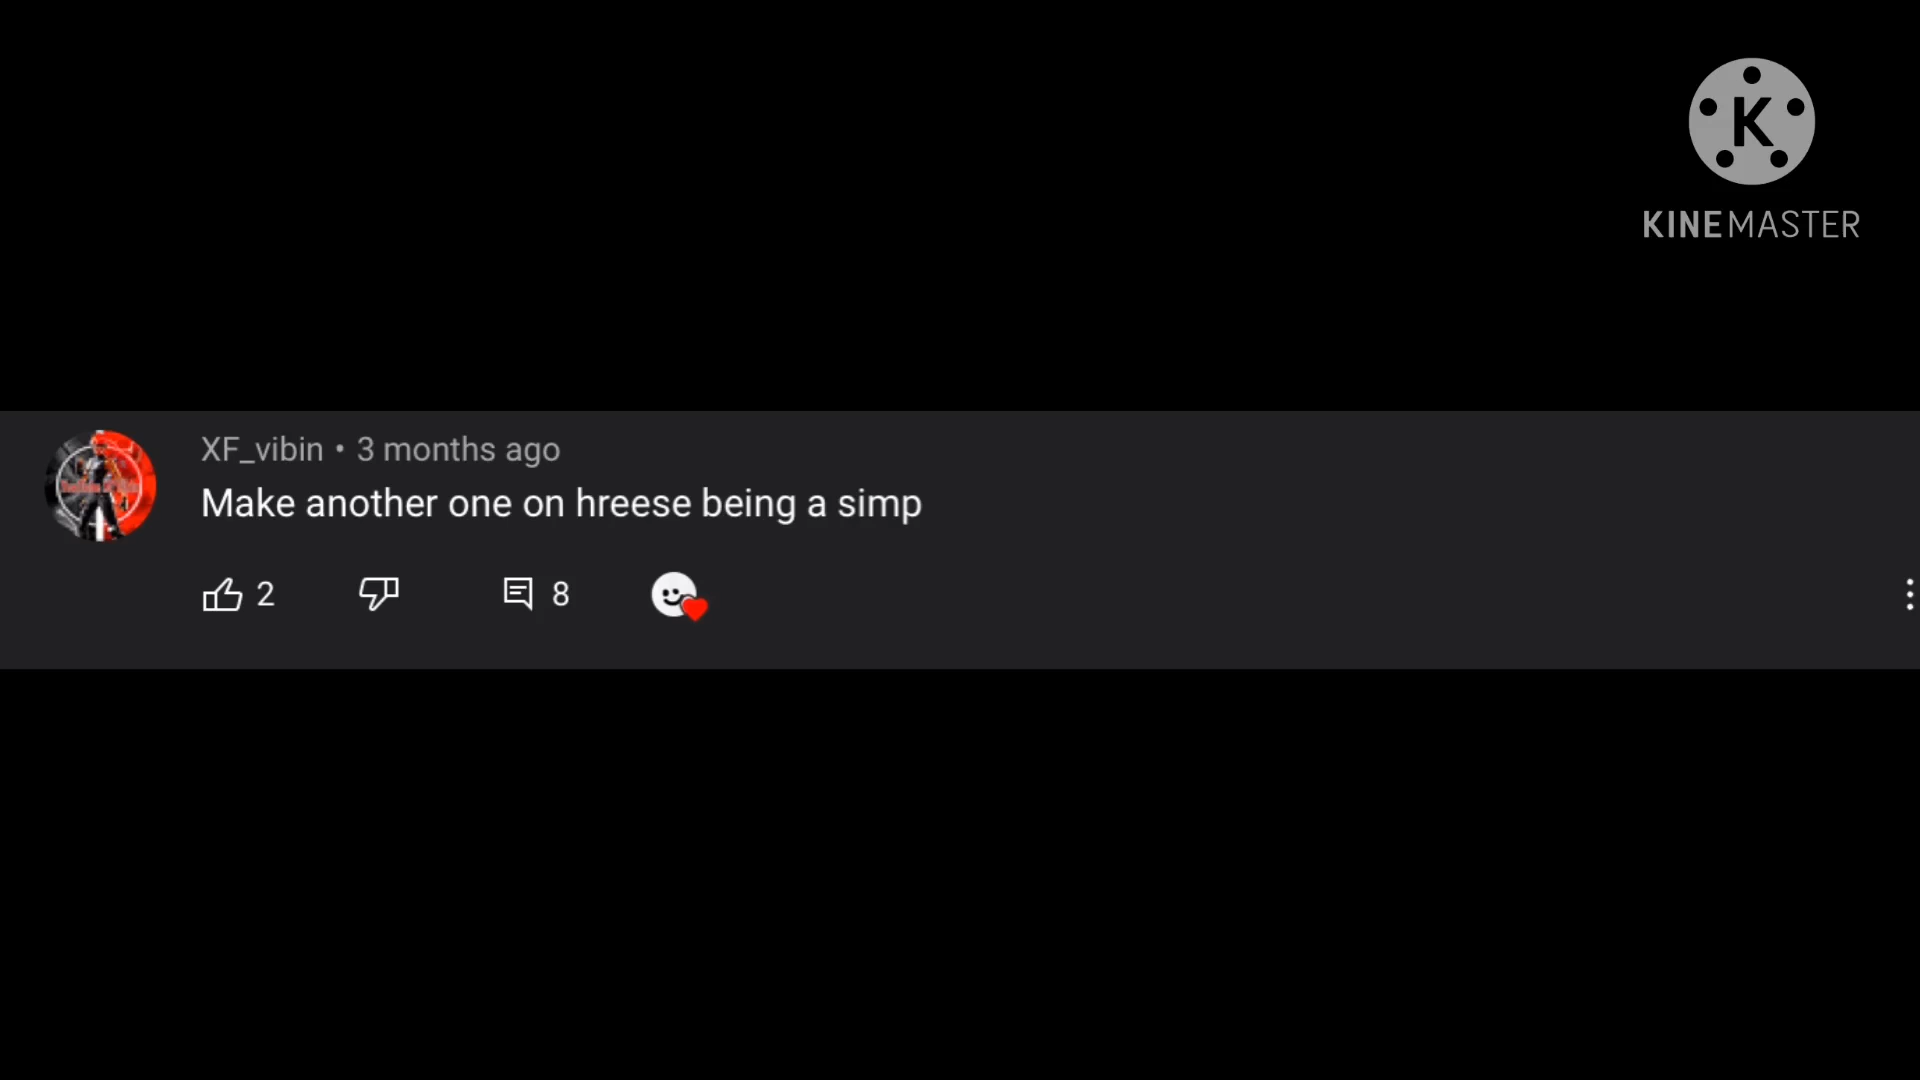 K
KINEMASTER
XF_vibin • 3 months ago
Make another one on hreese being a simp
2
8